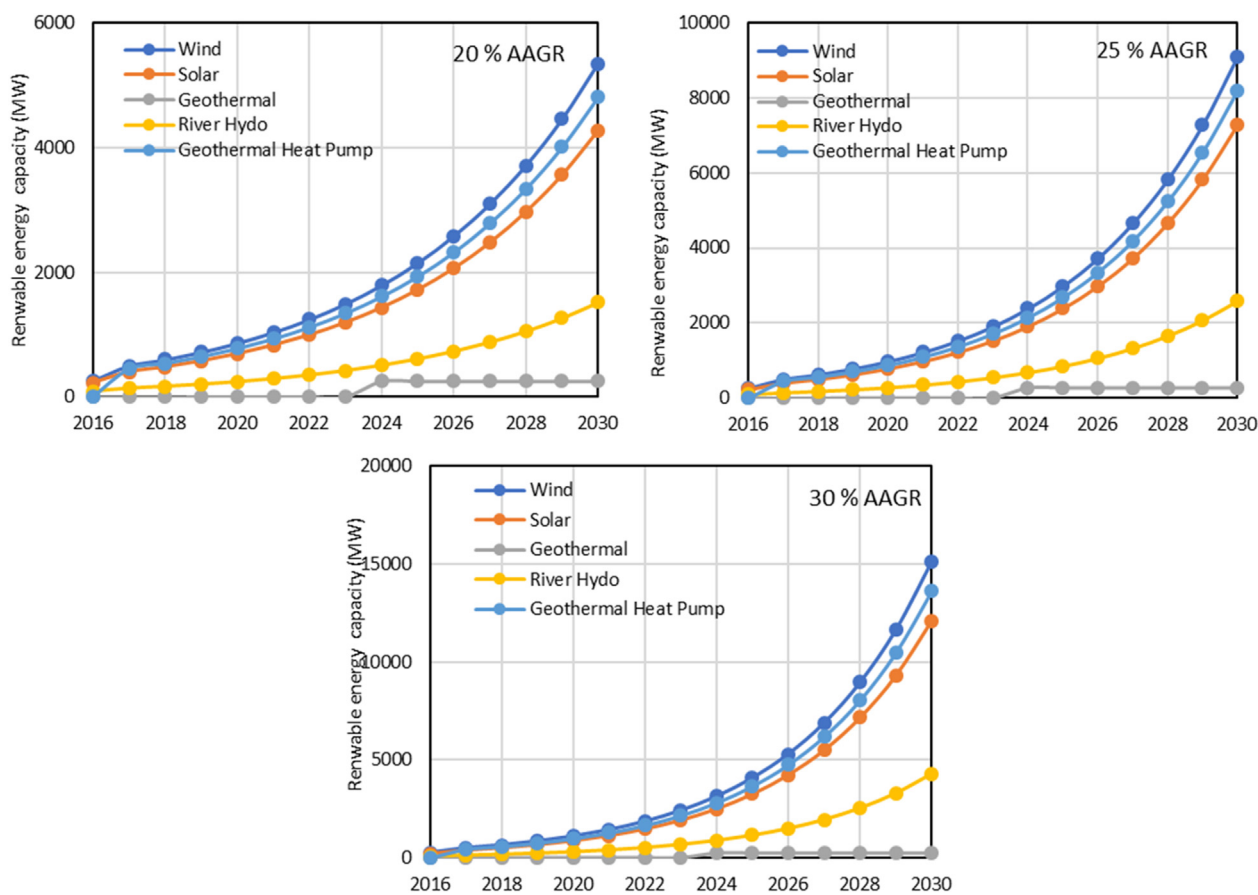 20 % AAGR
Renwable energy capacity (MW)
6000
4000
2000
0
Wind
Solar
Geothermal
River Hydo
Geothermal Heat Pump
2016 2018 2020 2022 2024 2026 2028 2030
25 % AAGR
Renwable energy capacity (MW)
10000
8000
6000
4000
2000
0
Wind
Solar
Geothermal
River Hydo
Geothermal Heat Pump
2016 2018 2020 2022 2024 2026 2028 2030
30 % AAGR
Renwable energy capacity (MW)
20000
15000
10000
5000
0
Wind
Solar
Geothermal
River Hydo
Geothermal Heat Pump
2016 2018 2020 2022 2024 2026 2028 2030